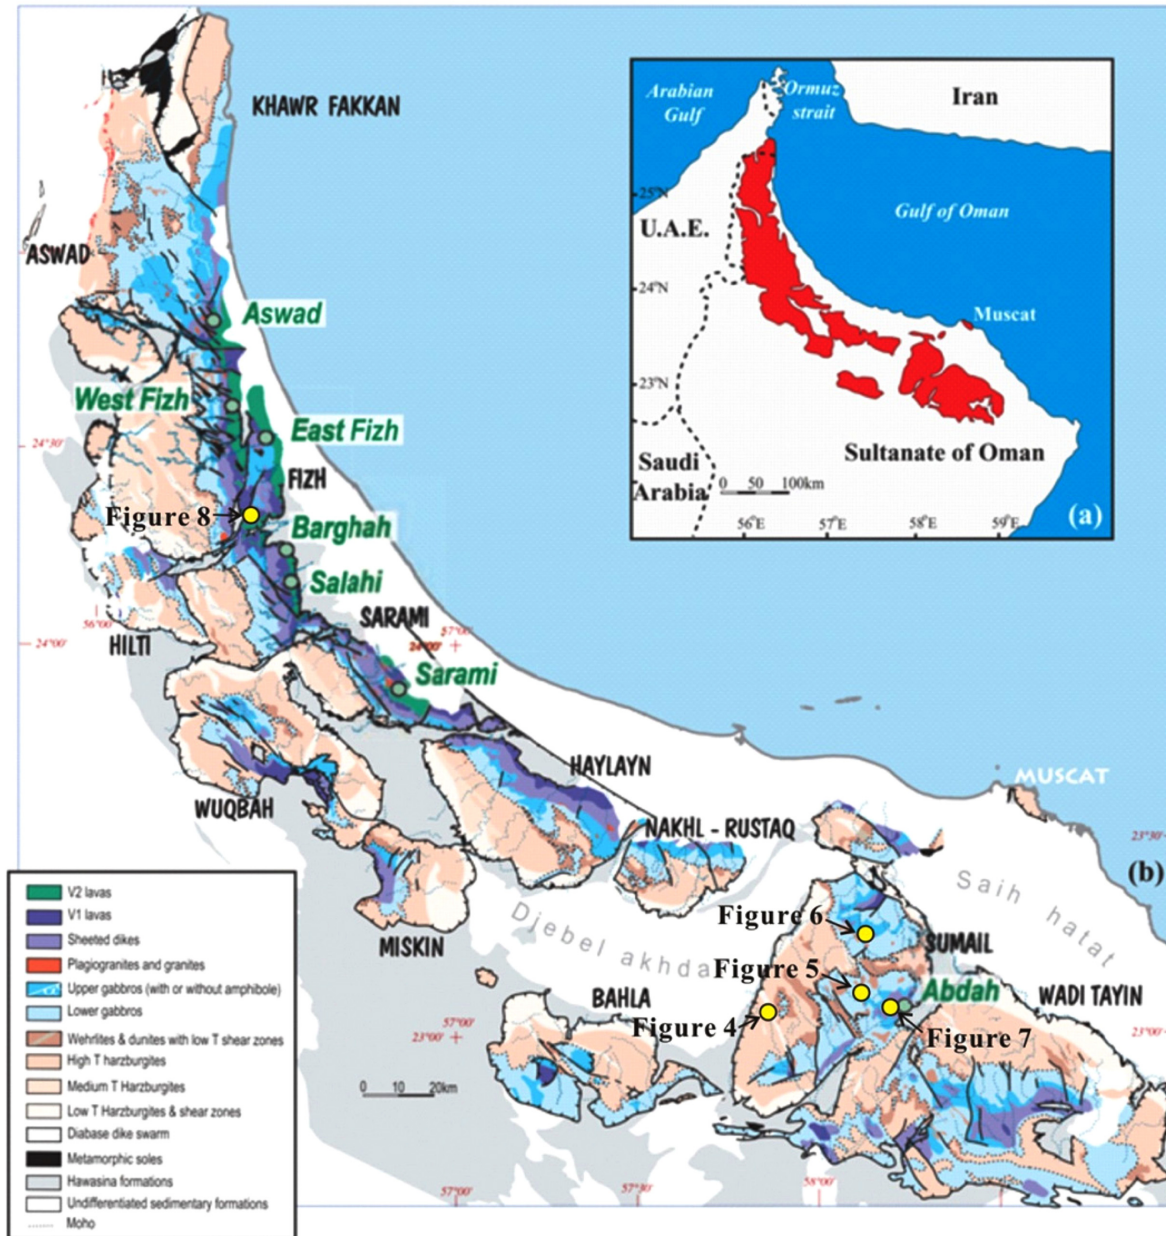 KHAWR FAKKAN
ASWAD
Aswad
West Fizh
East Fizh
24°30'
FIZH
Figure 8
Barghah
Salahi
56°00'
SARAMI
57°00'
24°00'
24°00'
HILTI
Sarami
WUQBAH
HAYLAYN
MUSCAT
NAKHL - RUSTAQ
23°30'
(b)
MISKIN
Djebel akhda
Saih hatat
Figure 6
SUMAIL
Figure 5
Abdah
WADI TAYIN
BAHLA
Figure 4
Figure 7
57°00'
23°00'
23°00'
0 10 20km
57°00'
57°30'
58°00'
Arabian
Gulf
Ormuz
strait
Iran
25°N
U.A.E.
Gulf of Oman
24°N
Muscat
23°N
Sultanate of Oman
Saudi
Arabia
0 50 100km
(a)
56°E
57°E
58°E
59°E
V2 lavas
V1 lavas
Sheeted dikes
Plagiogranites and granites
Upper gabbros (with or without amphibole)
Lower gabbros
Wehrlites & dunites with low T shear zones
High T harzburgites
Medium T Harzburgites
Low T Harzburgites & shear zones
Diabase dike swarm
Metamorphic soles
Hawasina formations
Undifferentiated sedimentary formations
Moho